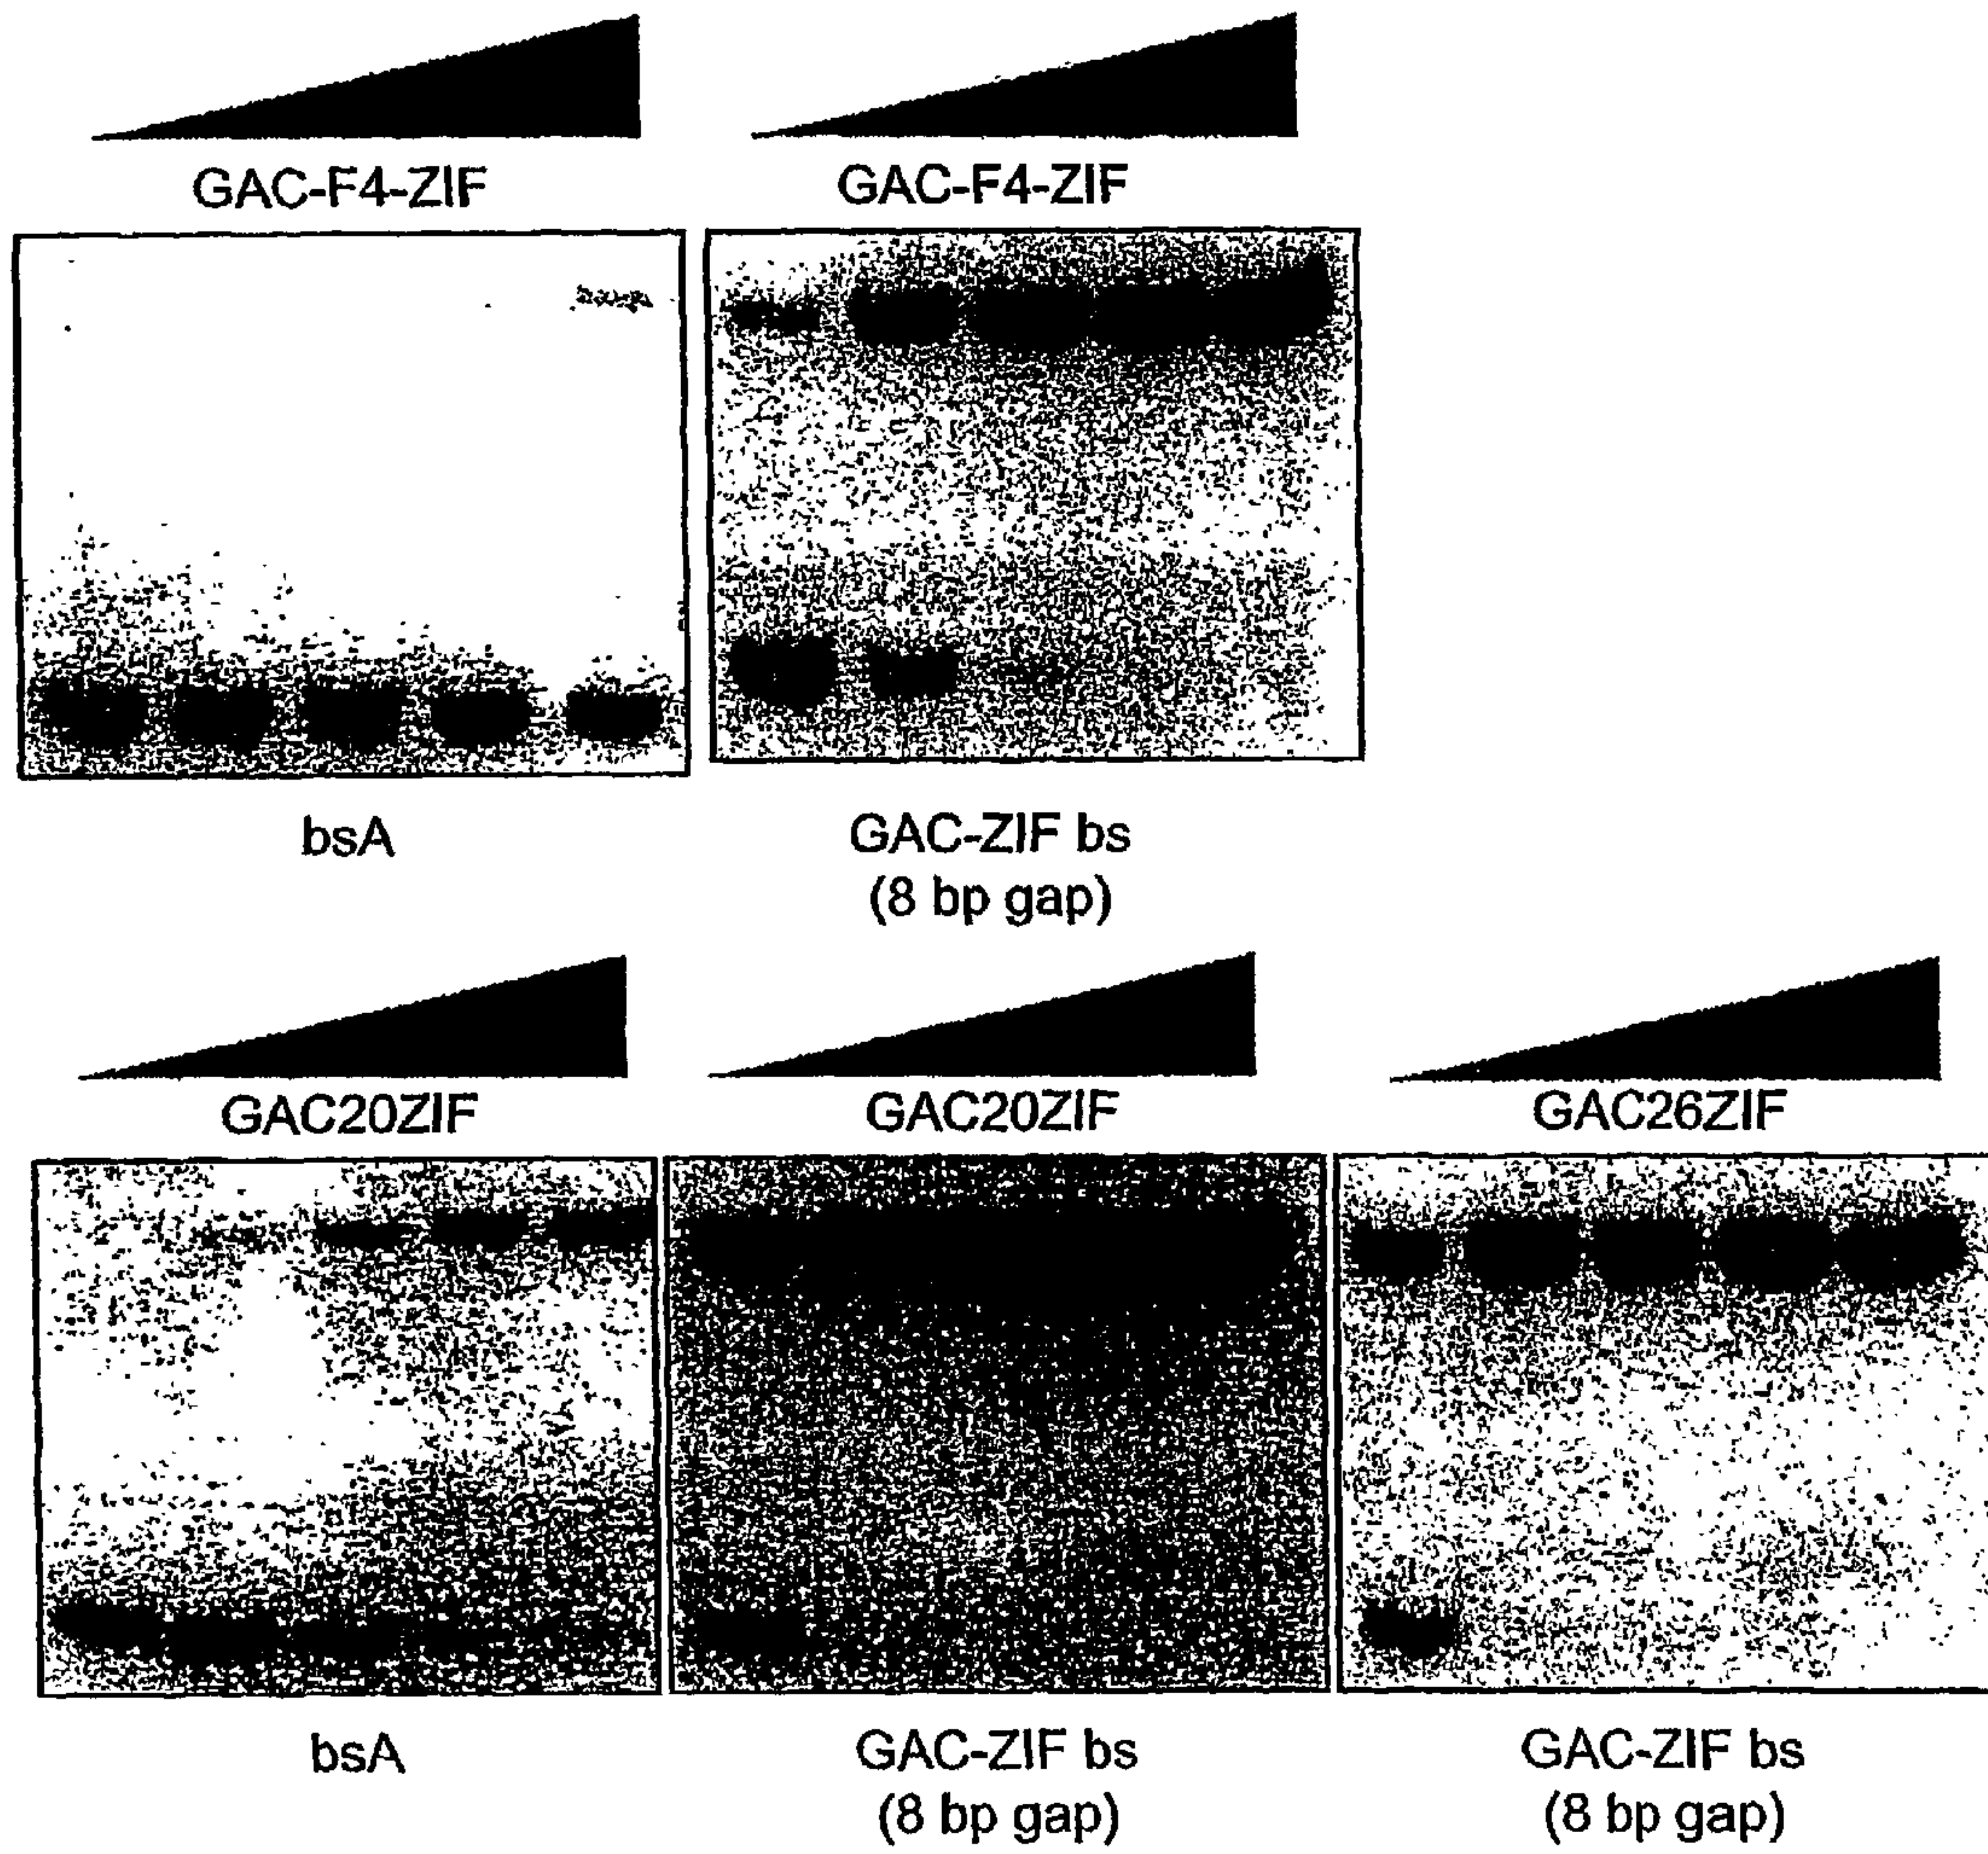 GAC-F4-ZIF
GAC-F4-ZIF
bsA
GAC-ZIF bs
(8 bp gap)
GAC20ZIF
GAC20ZIF
GAC26ZIF
bsA
GAC-ZIF bs
(8 bp gap)
GAC-ZIF bs
(8 bp gap)